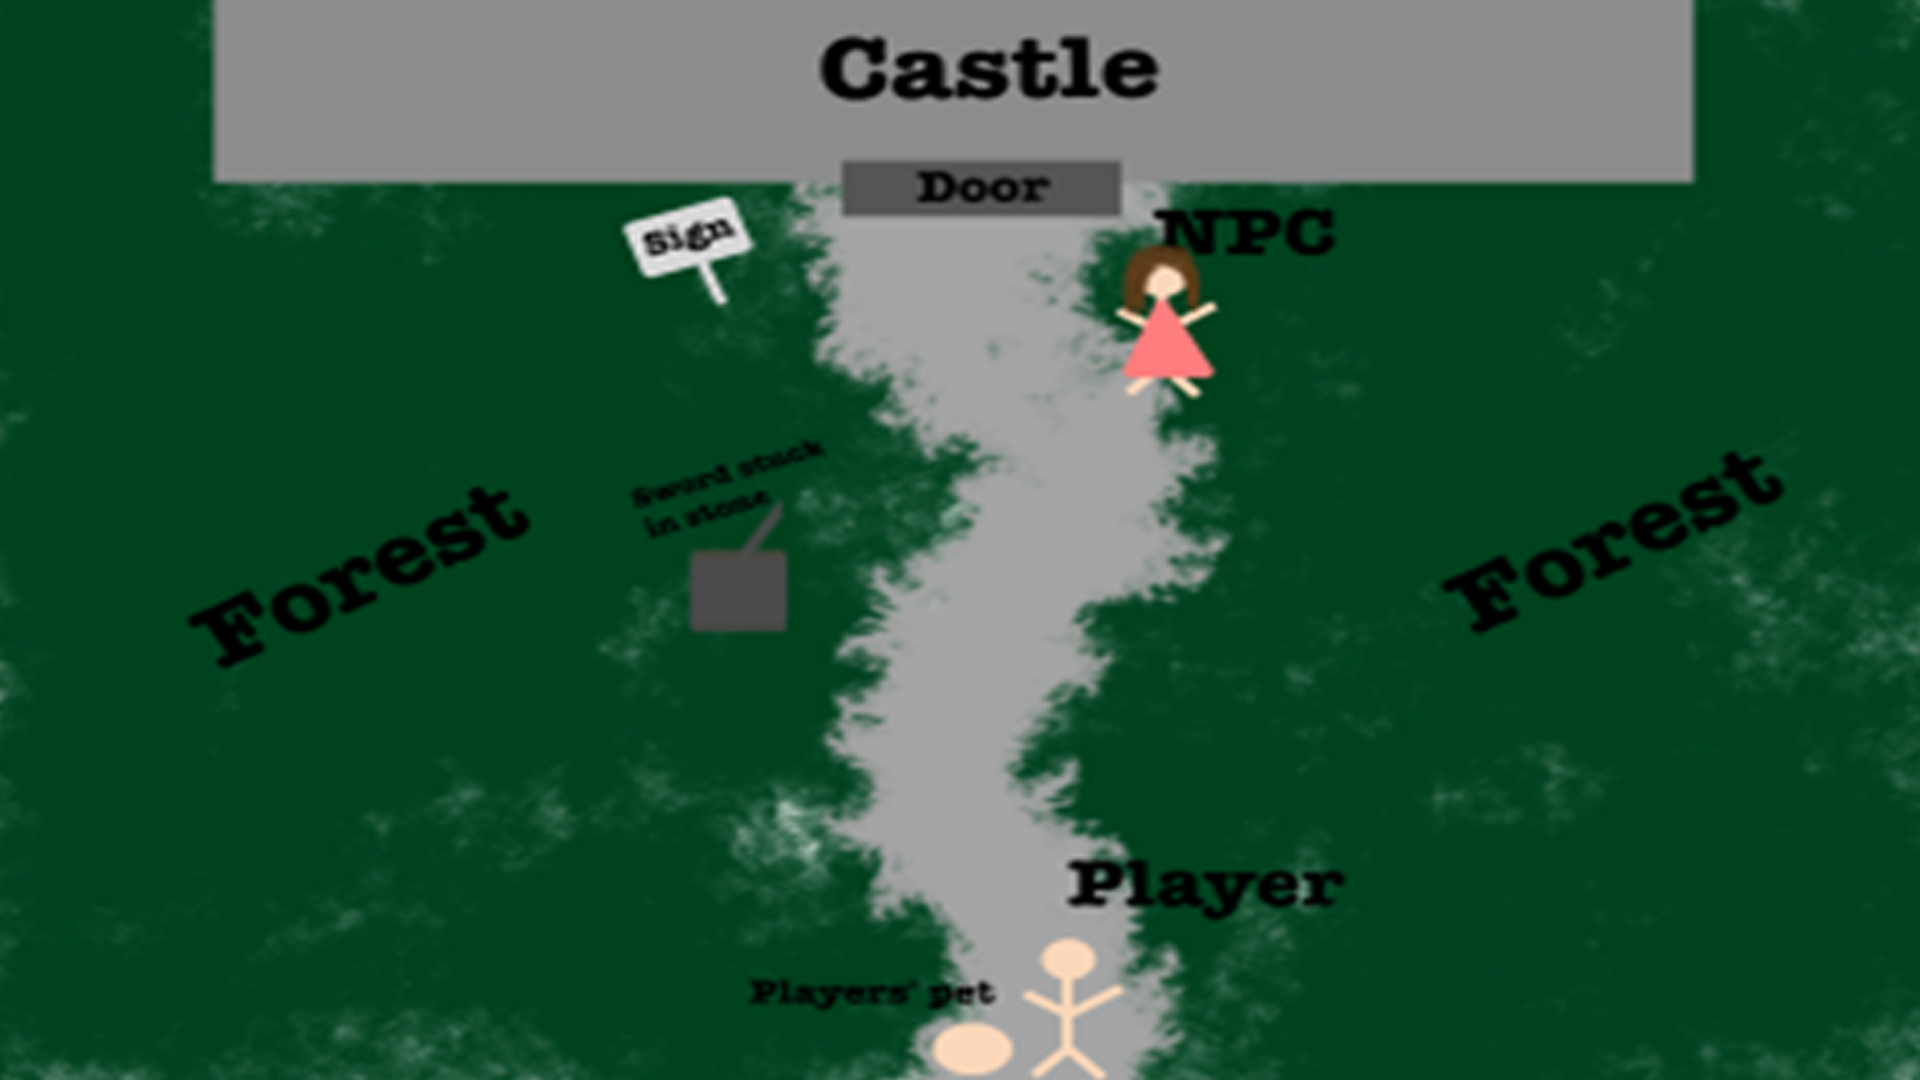 Castle
Door
Sign
NPC
Sword stuck
in stone
Forest
Forest
Player
Players' pet